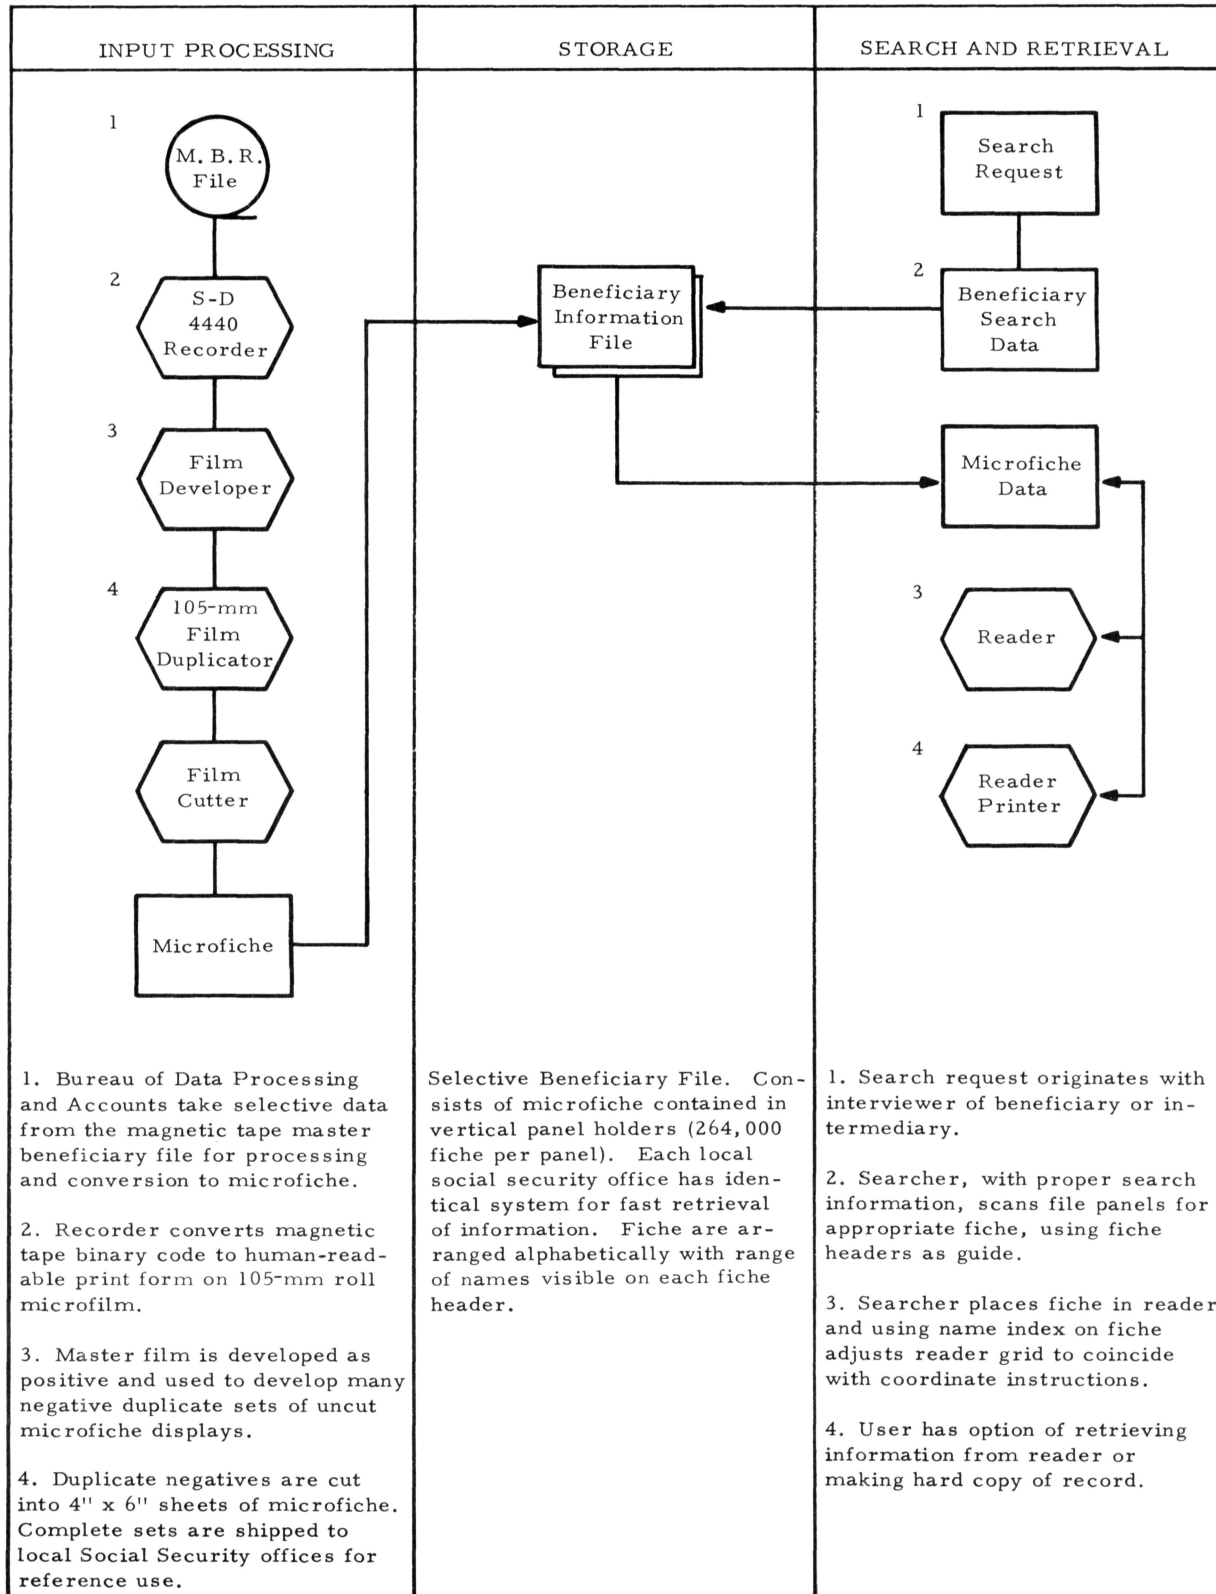 INPUT PROCESSING
1
M. B. R.
File
2
S-D
4440
Recorder
3
Film
Developer
4
105-mm
Film
Duplicator
Film
Cutter
Microfiche
1. Bureau of Data Processing
and Accounts take selective data
from the magnetic tape master
beneficiary file for processing
and conversion to microfiche.
2. Recorder converts magnetic
tape binary code to human-read-
able print form on 105-mm roll
microfilm.
3. Master film is developed as
positive and used to develop many
negative duplicate sets of uncut
microfiche displays.
4. Duplicate negatives are cut
into 4" x 6" sheets of microfiche.
Complete sets are shipped to
local Social Security offices for
reference use.
STORAGE
Beneficiary
Information
File
Selective Beneficiary File. Con-
sists of microfiche contained in
vertical panel holders (264,000
fiche per panel). Each local
social security office has iden-
tical system for fast retrieval
of information. Fiche are ar-
ranged alphabetically with range
of names visible on each fiche
header.
SEARCH AND RETRIEVAL
1
Search
Request
2
Beneficiary
Search
Data
Microfiche
Data
3
Reader
4
Reader
Printer
1. Search request originates with
interviewer of beneficiary or in-
termediary.
2. Searcher, with proper search
information, scans file panels for
appropriate fiche, using fiche
headers as guide.
3. Searcher places fiche in reader
and using name index on fiche
adjusts reader grid to coincide
with coordinate instructions.
4. User has option of retrieving
information from reader or
making hard copy of record.